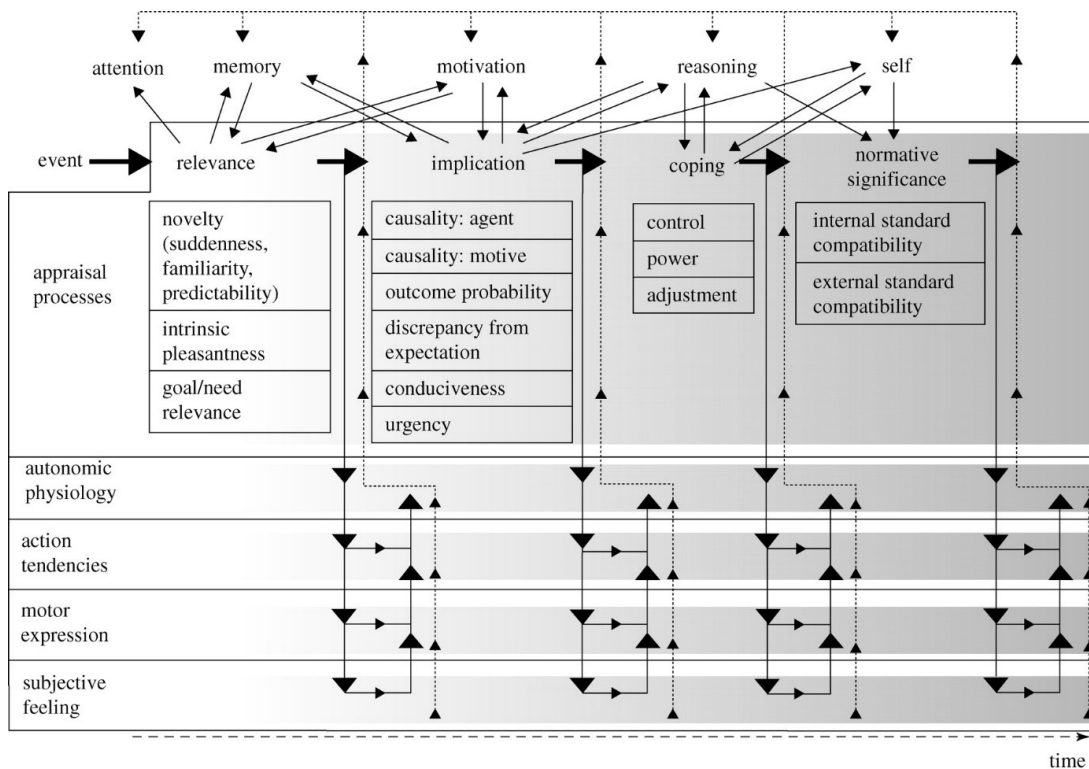 attention
memory
motivation
reasoning
self
event
relevance
implication
coping
normative
significance
appraisal
processes
novelty
(suddenness,
familiarity,
predictability)
intrinsic
pleasantness
goal/need
relevance
causality: agent
causality: motive
outcome probability
discrepancy from
expectation
conduciveness
urgency
control
power
adjustment
internal standard
compatibility
external standard
compatibility
autonomic
physiology
action
tendencies
motor
expression
subjective
feeling
time